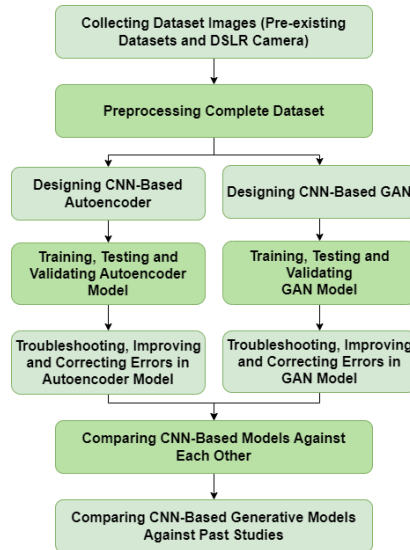 Collecting Dataset Images (Pre-existing
Datasets and DSLR Camera)
Preprocessing Complete Dataset
Designing CNN-Based
Autoencoder
Designing CNN-Based GAN
Training, Testing and
Validating Autoencoder
Model
Training, Testing and
Validating
GAN Model
Troubleshooting, Improving
and Correcting Errors in
Autoencoder Model
Troubleshooting, Improving
and Correcting Errors in
GAN Model
Comparing CNN-Based Models Against
Each Other
Comparing CNN-Based Generative Models
Against Past Studies